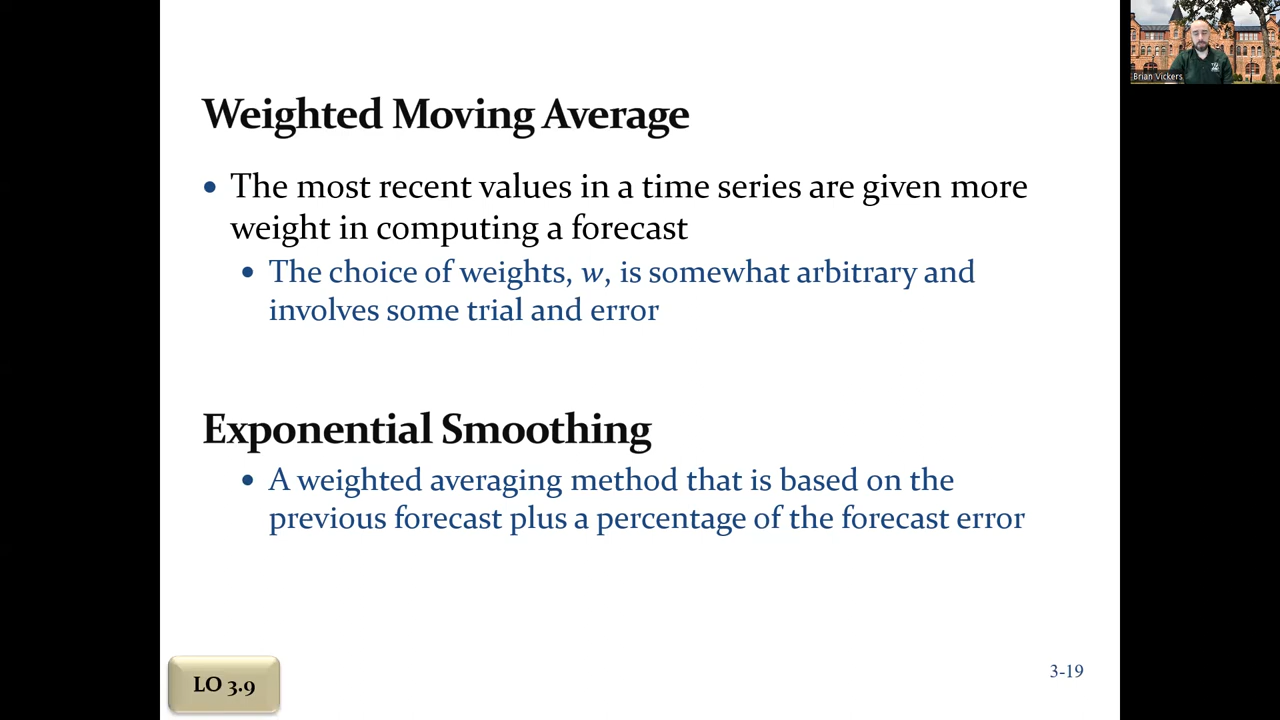 Brian Vickers
Weighted Moving Average
• The most recent values in a time series are given more
weight in computing a forecast
• The choice of weights, w, is somewhat arbitrary and
involves some trial and error
Exponential Smoothing
• A weighted averaging method that is based on the
previous forecast plus a percentage of the forecast error
LO 3.9
3-19